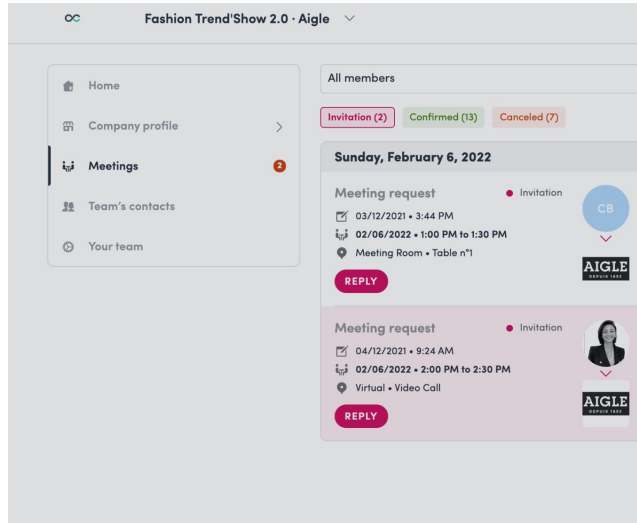 Fashion Trend'Show 2.0 · Aigle
Home
Company profile
Meetings 2
Team's contacts
Your team
All members
Invitation (2) Confirmed (13) Canceled (7)
Sunday, February 6, 2022
Meeting request Invitation
CB
03/12/2021 • 3:44 PM
02/06/2022 • 1:00 PM to 1:30 PM
Meeting Room • Table n°1
AIGLE
DEPUIS 1853
REPLY
Meeting request Invitation
04/12/2021 • 9:24 AM
02/06/2022 • 2:00 PM to 2:30 PM
Virtual • Video Call
AIGLE
DEPUIS 1853
REPLY